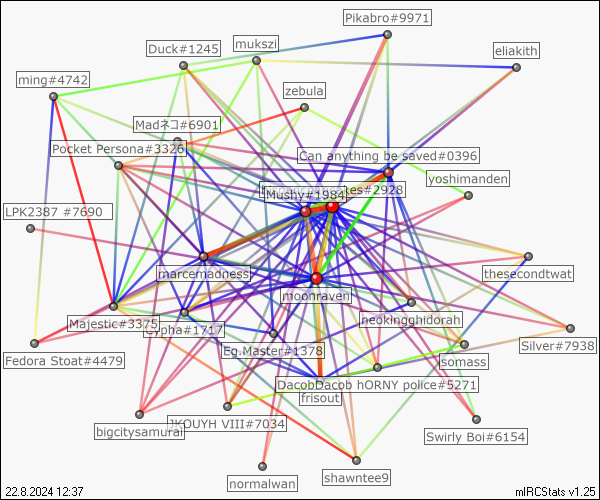 Pikabro#9971
Duck#1245
mukszi
eliakith
ming#4742
zebula
Madネコ#6901
Pocket Persona#3326
Can anything be saved#0396
yoshimanden
Mushy#1984
kes#2928
LPK2387 #7690
marcemadness
thesecondtwat
moonraven
Majestic#3375
Cypha#1717
neokingghidorah
Eg.Master#1378
Silver#7938
Fedora Stoat#4479
somass
DacobDacob hORNY police#5271
frisout
bigcitysamurai
JKOUYH VIII#7034
Swirly Boi#6154
normalwan
shawntee9
22.8.2024 12:37
mIRCStats v1.25